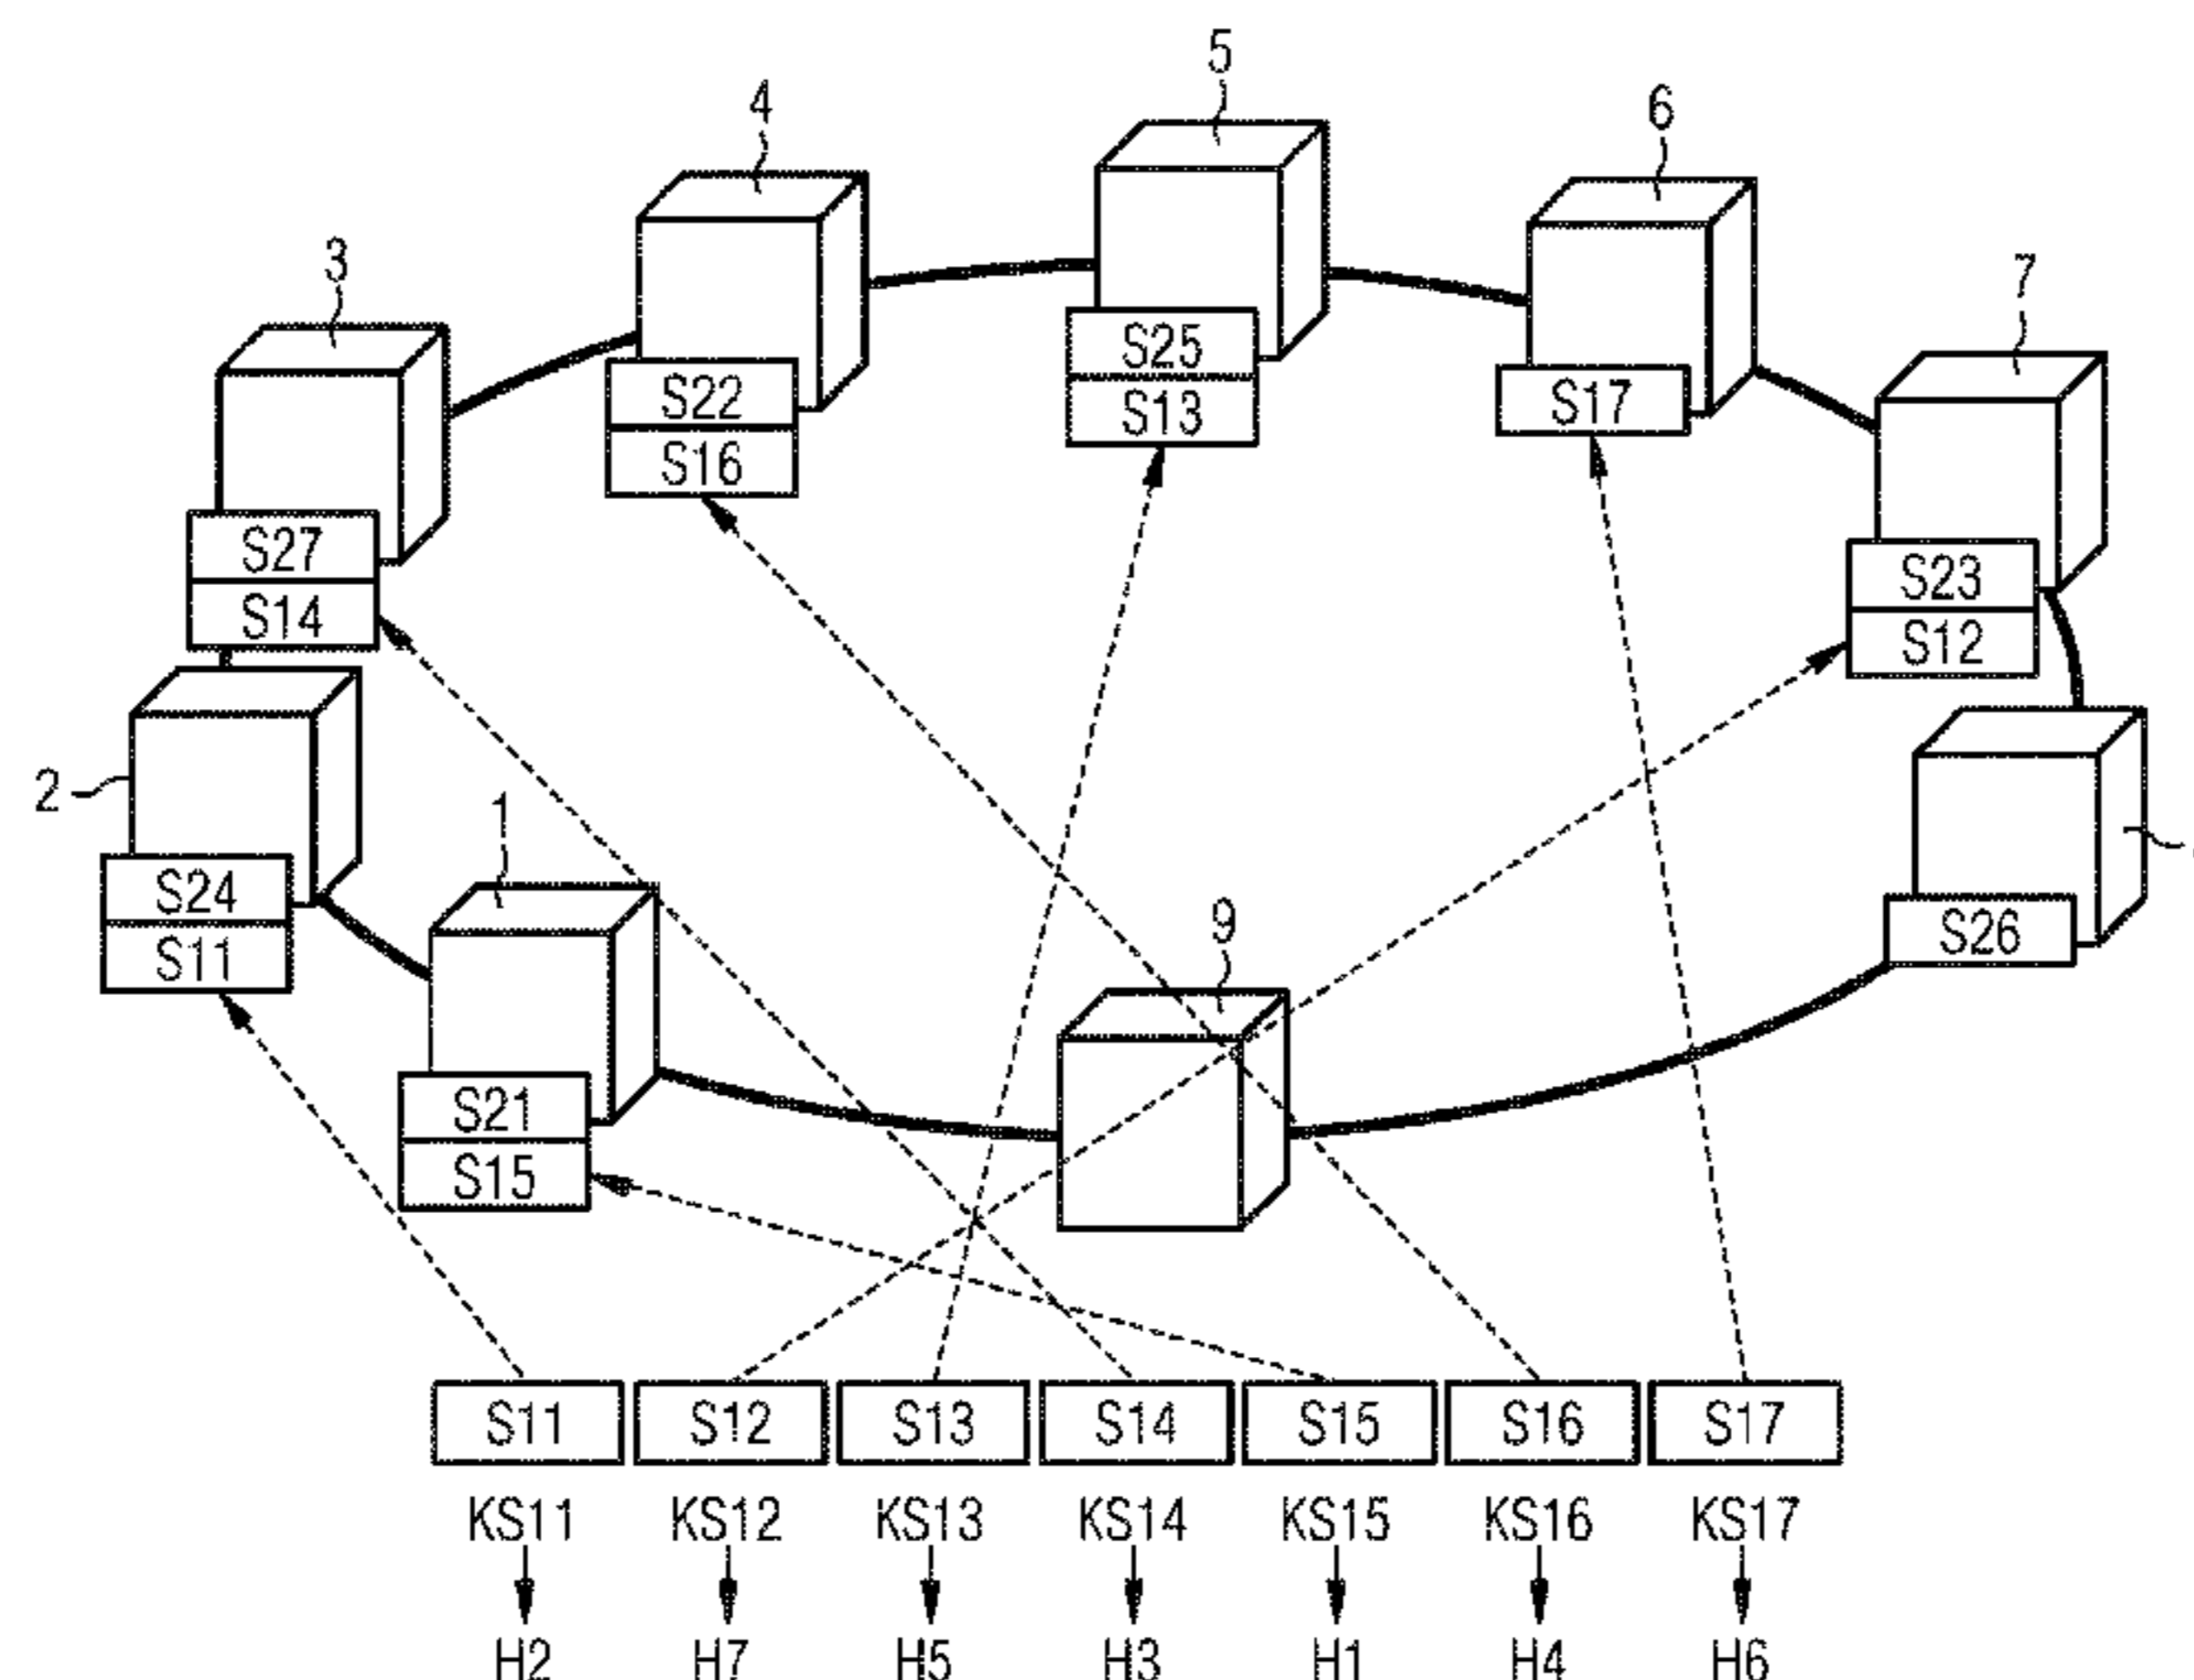 5
4
6
3
7
S25
S13
S22
S16
S17
S27
S14
S23
S12
2
1
S24
S11
9
S26
S21
S15
S11 S12 S13 S14 S15 S16 S17
KS11 KS12 KS13 KS14 KS15 KS16 KS17
H2 H7 H5 H3 H1 H4 H6